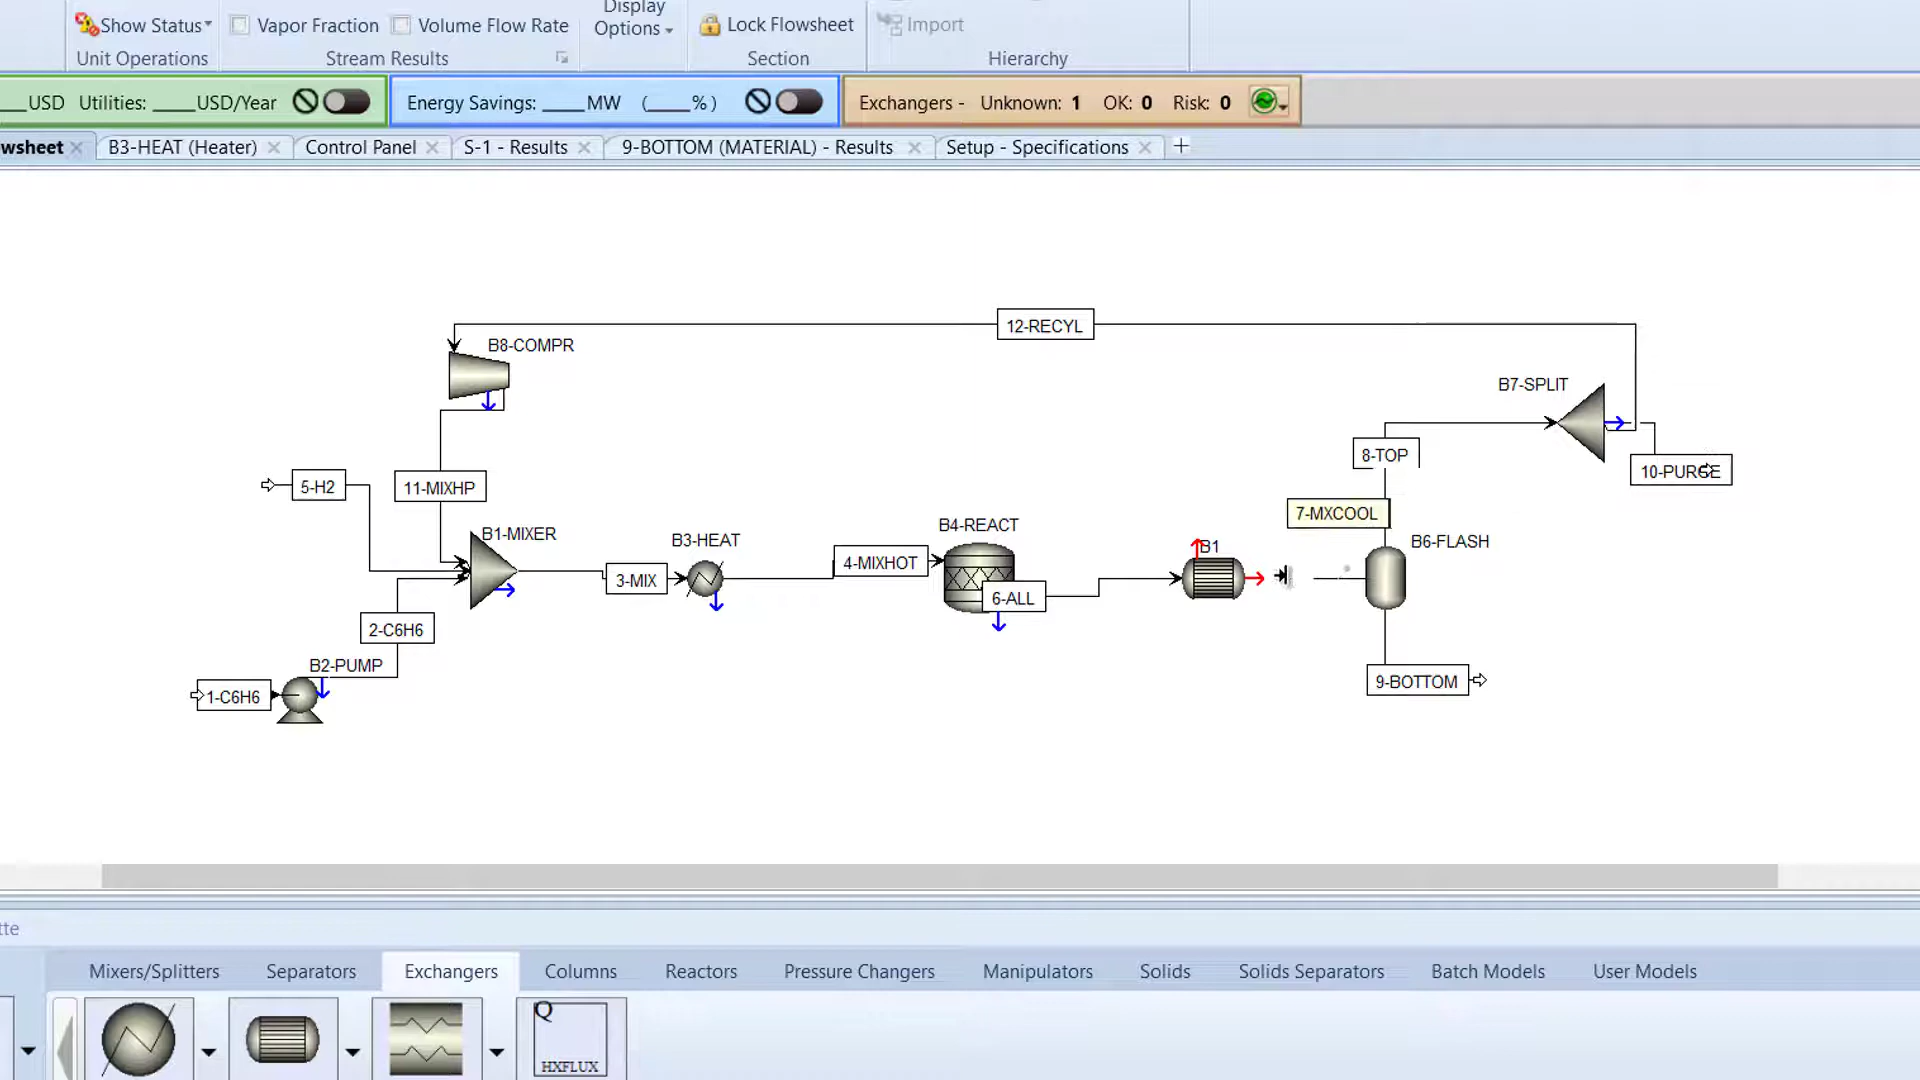 Display
Show Status
Vapor Fraction
Volume Flow Rate
Options
Lock Flowsheet
Import
Unit Operations
Stream Results
Section
Hierarchy
____USD Utilities: ____USD/Year
Energy Savings: ____MW (____%)
Exchangers - Unknown: 1 OK: 0 Risk: 0
wsheet
B3-HEAT (Heater)
Control Panel
S-1 - Results
9-BOTTOM (MATERIAL) - Results
Setup - Specifications
+
12-RECYL
B8-COMPR
B7-SPLIT
8-TOP
10-PURGE
5-H2
11-MIXHP
7-MXCOOL
B1-MIXER
B3-HEAT
B4-REACT
B1
B6-FLASH
4-MIXHOT
3-MIX
6-ALL
2-C6H6
B2-PUMP
1-C6H6
9-BOTTOM
tte
Mixers/Splitters
Separators
Exchangers
Columns
Reactors
Pressure Changers
Manipulators
Solids
Solids Separators
Batch Models
User Models
Q
HXFLUX